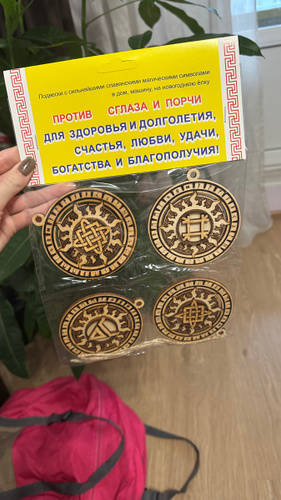 Подвески с сильнейшими славянскими магическими символами
в дом, машину, на новогоднюю ёлку
ПРОТИВ СГЛАЗА И ПОРЧИ
ДЛЯ ЗДОРОВЬЯ И ДОЛГОЛЕТИЯ,
СЧАСТЬЯ, ЛЮБВИ, УДАЧИ,
БОГАТСТВА И БЛАГОПОЛУЧИЯ!